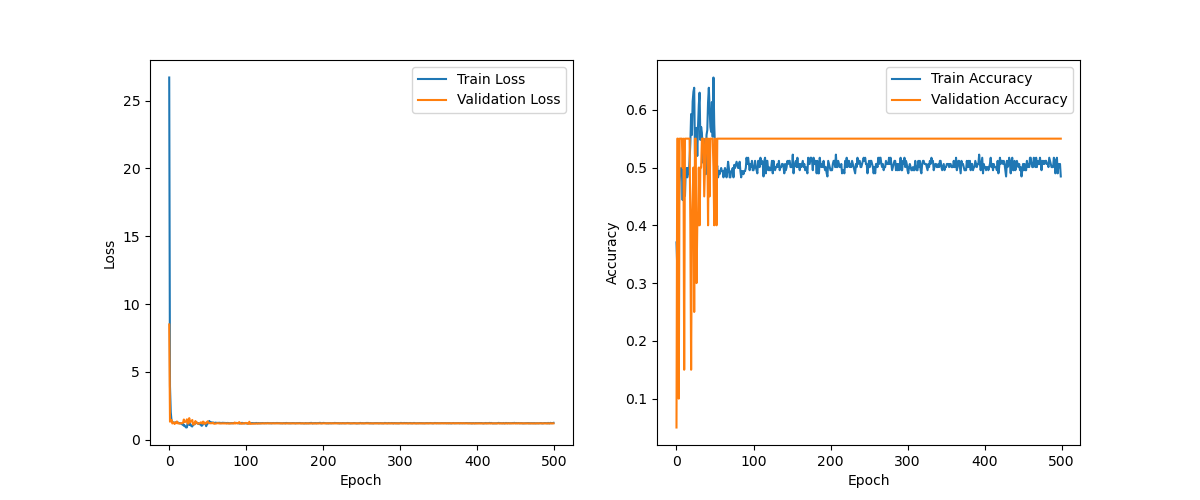 Train Loss
Validation Loss
25
20
15
10
5
0
Loss
0 100 200 300 400 500
Epoch
Train Accuracy
Validation Accuracy
0.6
0.5
0.4
0.3
0.2
0.1
Accuracy
0 100 200 300 400 500
Epoch